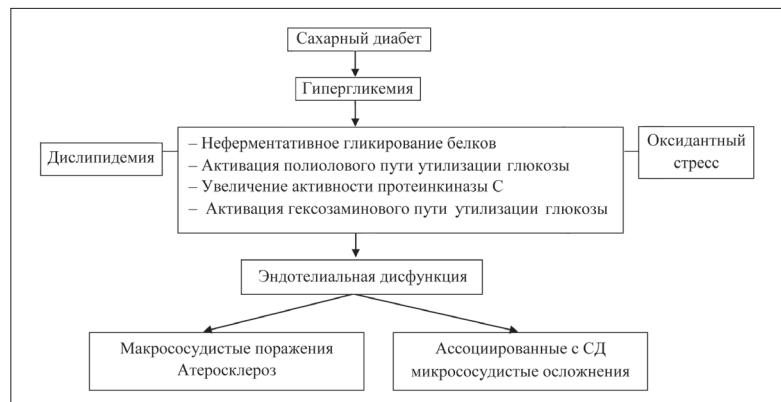 Сахарный диабет
Гипергликемия
Дислипидемия
– Неферментативное гликирование белков
– Активация полиолового пути утилизации глюкозы
– Увеличение активности протеинкиназы С
– Активация гексозаминового пути утилизации глюкозы
Оксидантный
стресс
Эндотелиальная дисфункция
Макрососудистые поражения
Атеросклероз
Ассоциированные с СД
микрососудистые осложнения